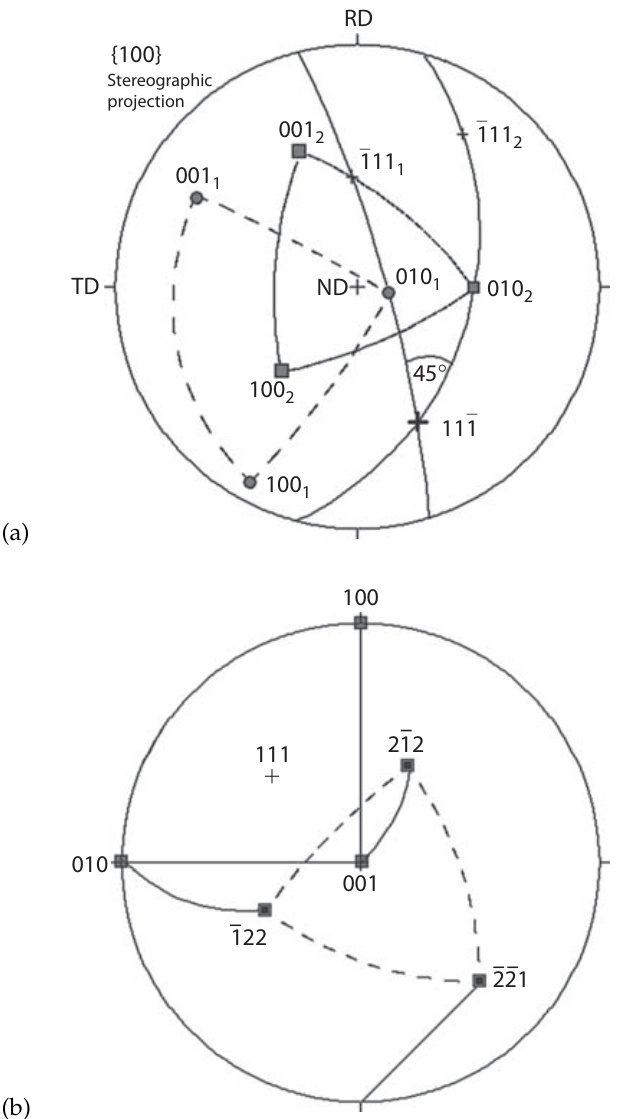 RD
{100}
Stereographic
projection
001₂
1̅11₁
1̅11₂
001₁
TD
ND
010₁
010₂
45°
100₂
111̅
100₁
(a)
100
111
21̅2
010
001
1̅22
2̅2̅1
(b)